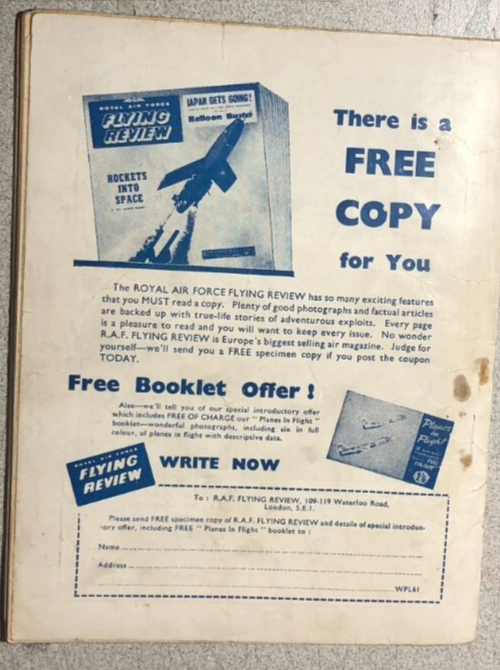 ROYAL AIR FORCE
FLYING
REVIEW
JAPAN GETS GOING!
Balloon Buster
ROCKETS
INTO
SPACE
There is a
FREE
COPY
for You
The ROYAL AIR FORCE FLYING REVIEW has so many exciting features
that you MUST read a copy. Plenty of good photographs and factual articles
are backed up with true-life stories of adventurous exploits. Every page
is a pleasure to read and you will want to keep every issue. No wonder
R.A.F. FLYING REVIEW is Europe's biggest selling air magazine. Judge for
yourself—we'll send you a FREE specimen copy if you post the coupon
TODAY.
Free Booklet Offer!
Also—we'll tell you of our special introductory offer
which includes FREE OF CHARGE our "Planes in Flight"
booklet—wonderful photographs, including six in full
colour, of planes in flight with descriptive data.
Planes
in
Flight
1'6
ROYAL AIR FORCE
FLYING
REVIEW
WRITE NOW
To: R.A.F. FLYING REVIEW, 109-119 Waterloo Road,
London, S.E.1.
Please send FREE specimen copy of R.A.F. FLYING REVIEW and details of special introduc-
tory offer, including FREE "Planes in Flight" booklet to:
Name
Address
WPL61